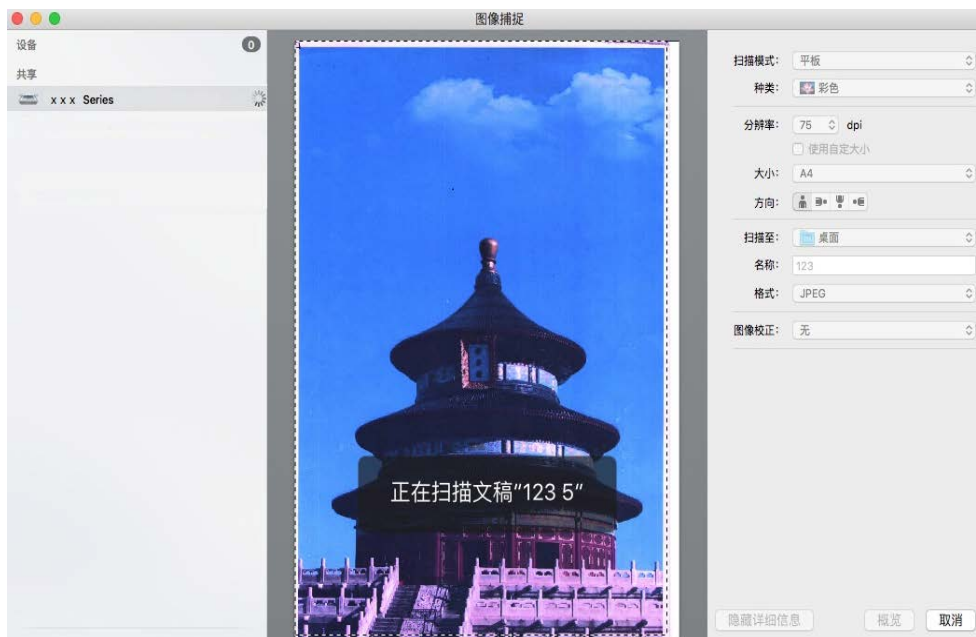 图像捕捉
设备 0
共享
x x x Series
正在扫描文稿“123 5”
扫描模式： 平板
种类： 彩色
分辨率： 75 dpi
使用自定大小
大小： A4
方向：
扫描至： 桌面
名称： 123
格式： JPEG
图像校正： 无
隐藏详细信息 概览 取消